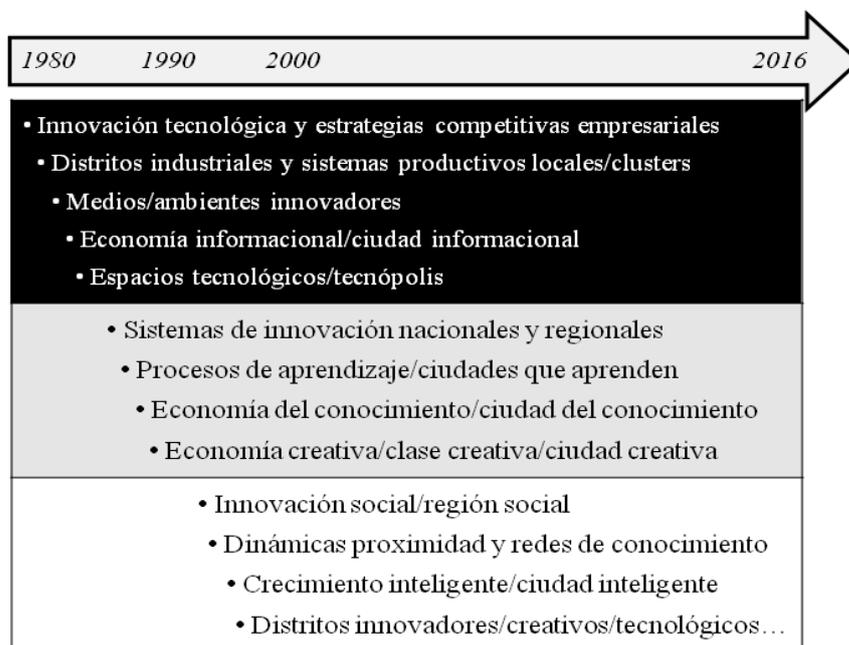 1980 1990 2000 2016
• Innovación tecnológica y estrategias competitivas empresariales
• Distritos industriales y sistemas productivos locales/clusters
• Medios/ambientes innovadores
• Economía informacional/ciudad informacional
• Espacios tecnológicos/tecnópolis
• Sistemas de innovación nacionales y regionales
• Procesos de aprendizaje/ciudades que aprenden
• Economía del conocimiento/ciudad del conocimiento
• Economía creativa/clase creativa/ciudad creativa
• Innovación social/región social
• Dinámicas proximidad y redes de conocimiento
• Crecimiento inteligente/ciudad inteligente
• Distritos innovadores/creativos/tecnológicos…